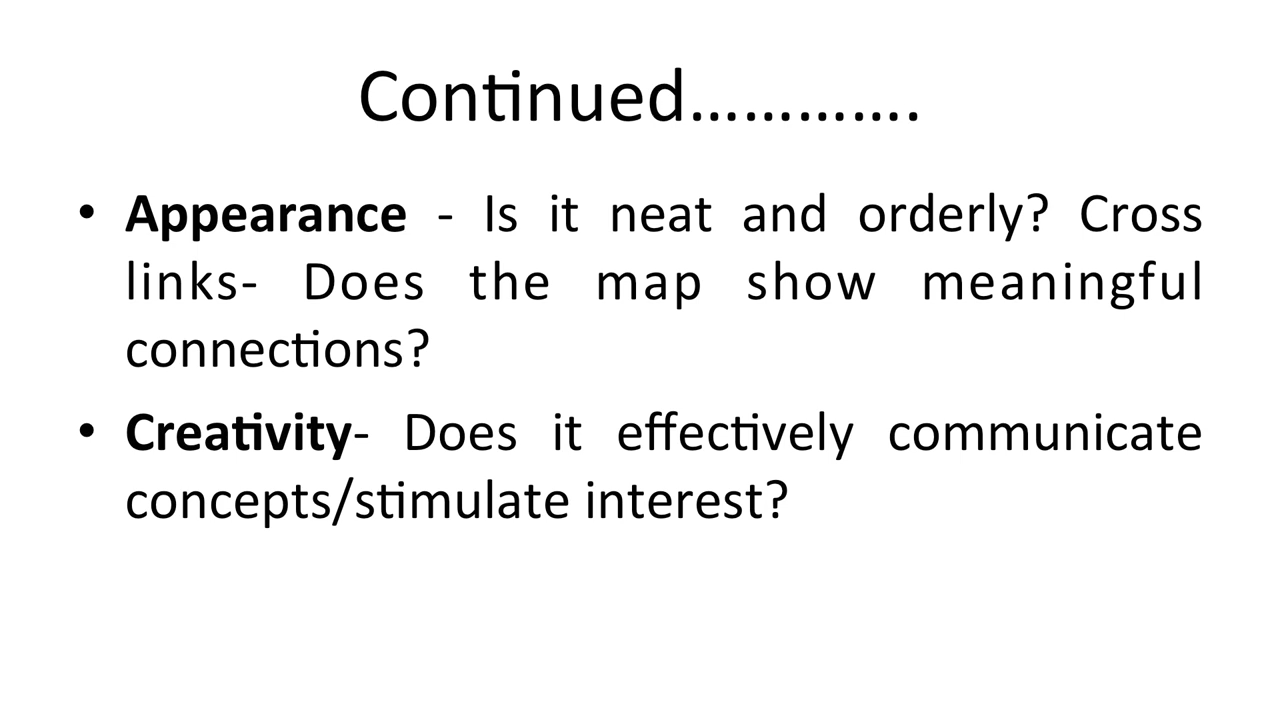 Continued………….
• Appearance - Is it neat and orderly? Cross
links- Does the map show meaningful
connections?
• Creativity- Does it effectively communicate
concepts/stimulate interest?